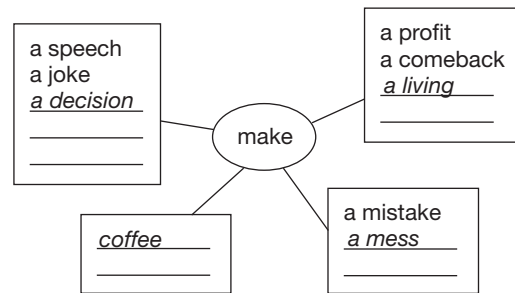 a speech
a joke
a decision
a profit
a comeback
a living
make
coffee
a mistake
a mess